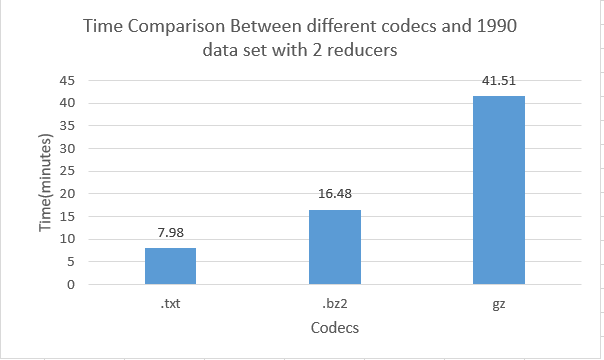 Time Comparison Between different codecs and 1990
data set with 2 reducers
45
40
35
30
25
20
15
10
5
0
Time(minutes)
7.98
16.48
41.51
.txt
.bz2
gz
Codecs